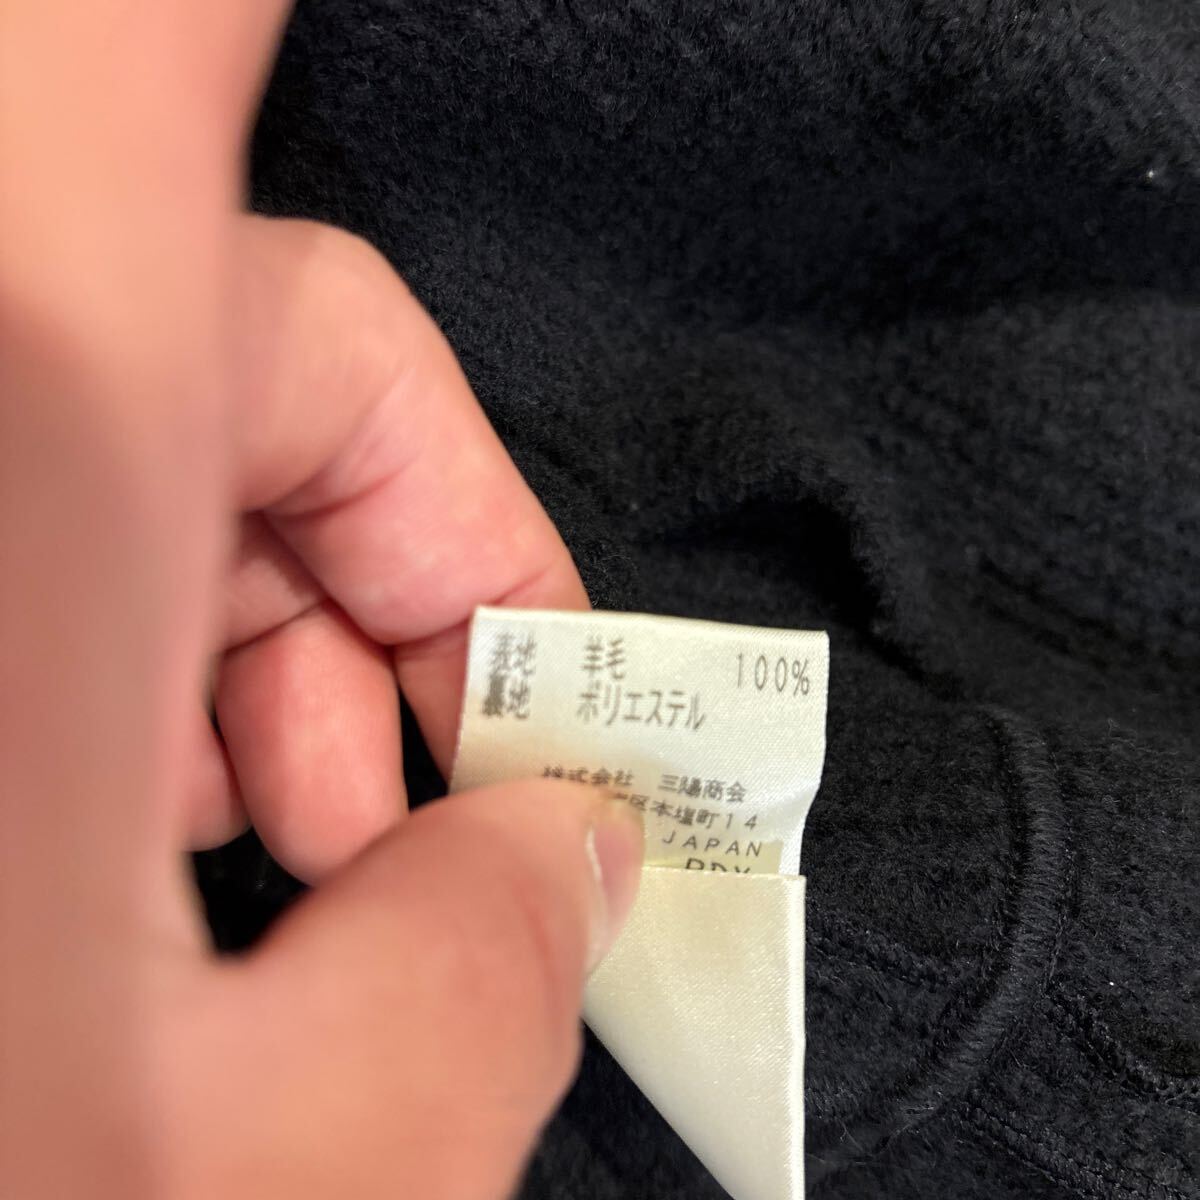 表地 羊毛 100%
裏地 ポリエステル
株式会社 三陽商会
区本塩町14
JAPAN